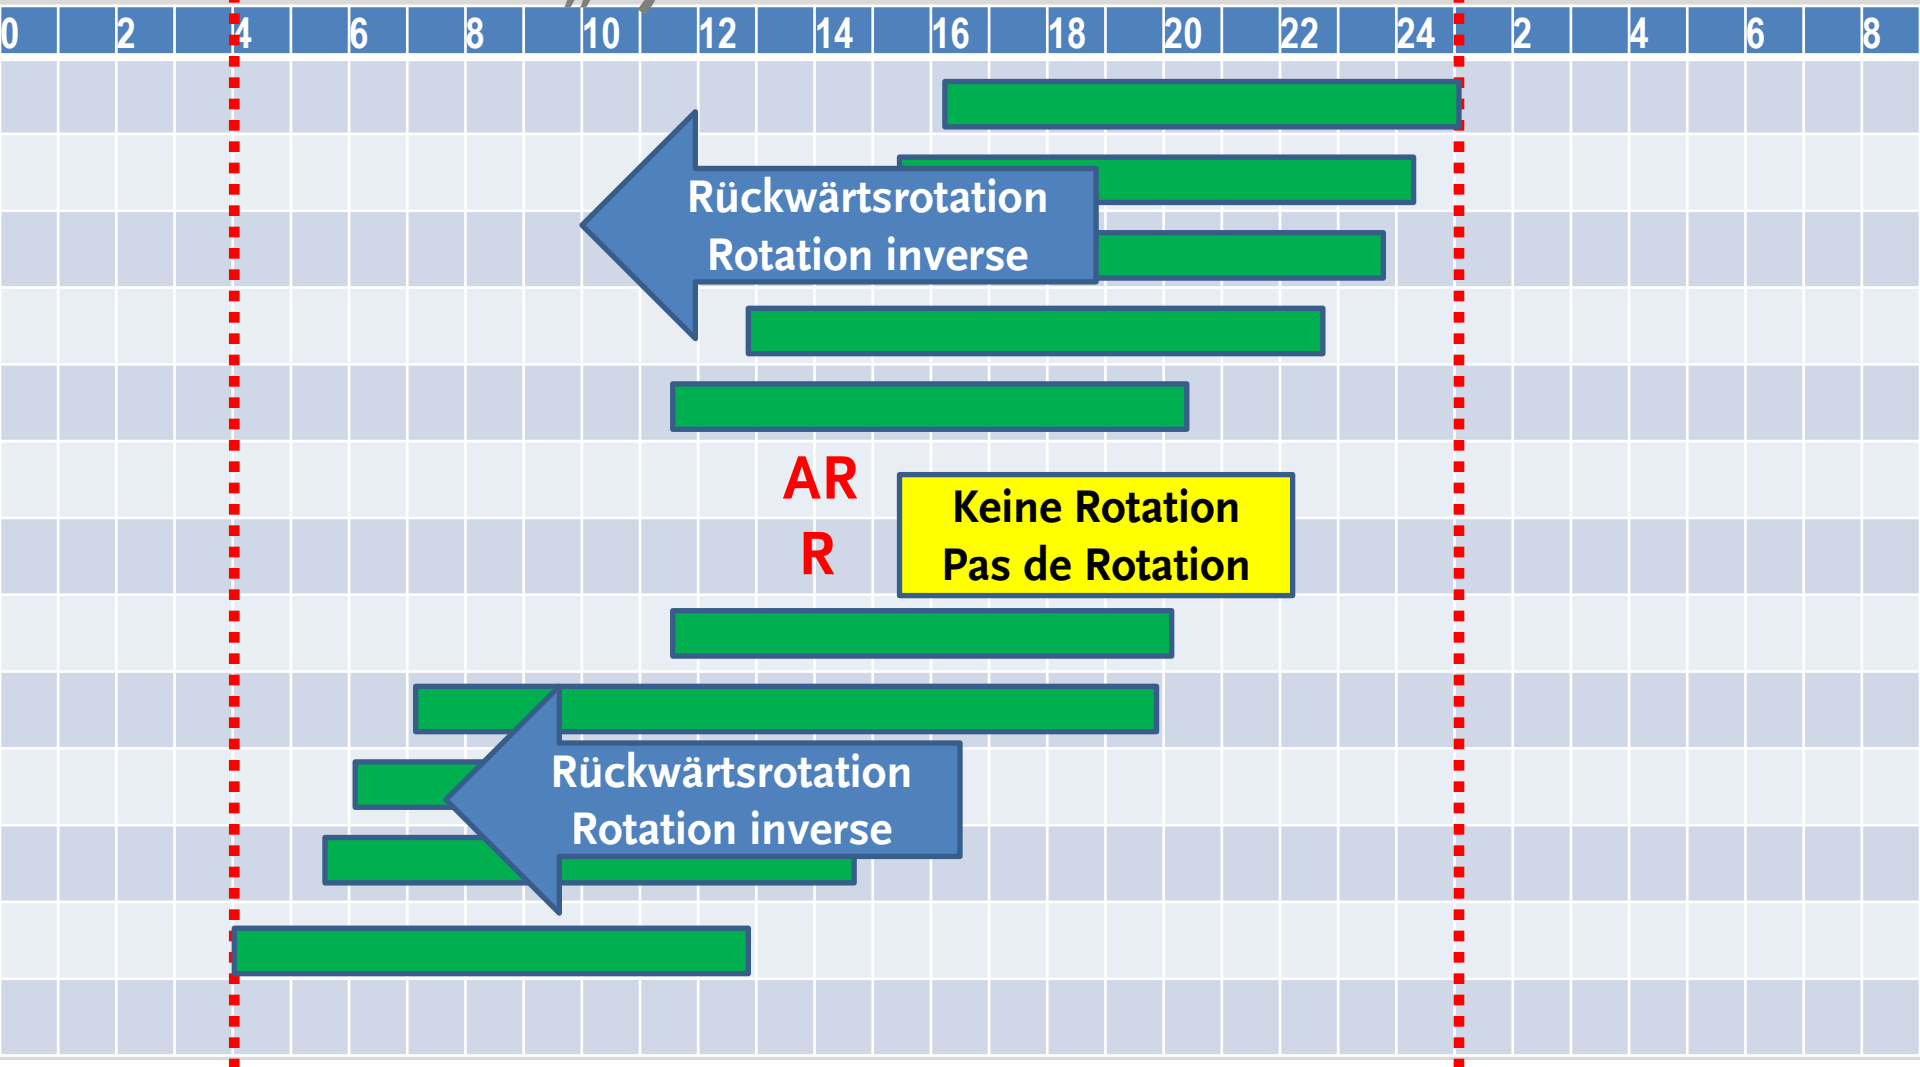 0 2 4 6 8 10 12 14 16 18 20 22 24 2 4 6 8
Rückwärtsrotation
Rotation inverse
AR
R
Keine Rotation
Pas de Rotation
Rückwärtsrotation
Rotation inverse